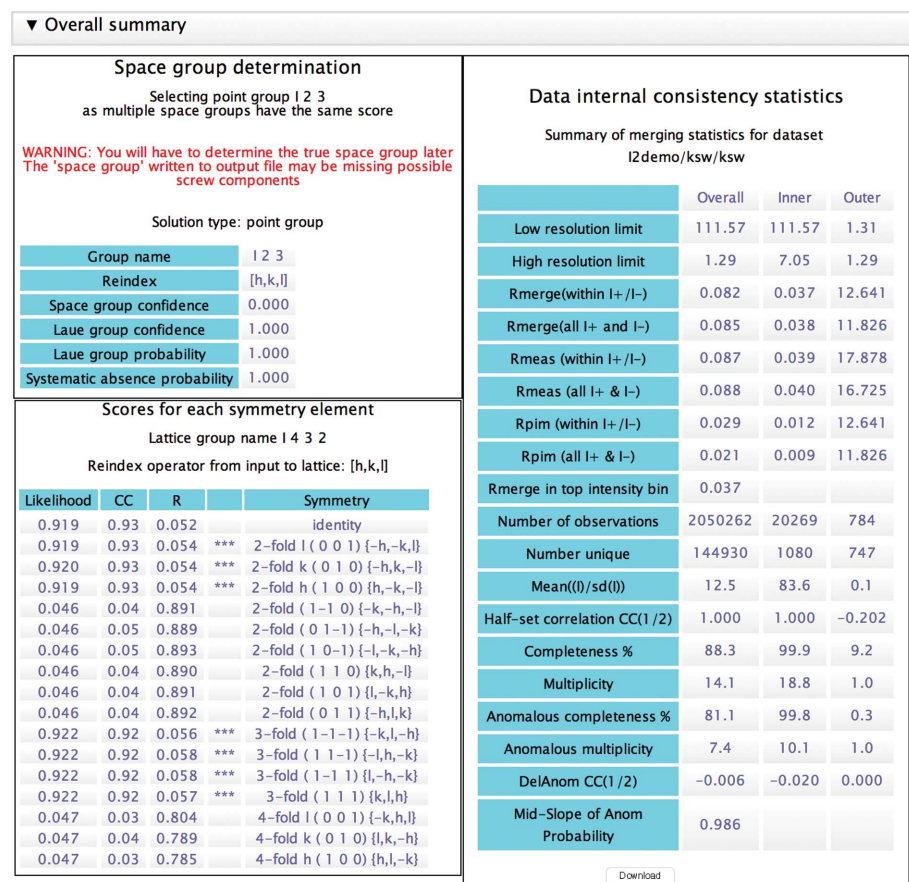 ▼ Overall summary
Space group determination
Selecting point group I 2 3
as multiple space groups have the same score
WARNING: You will have to determine the true space group later
The 'space group' written to output file may be missing possible
screw components
Solution type: point group
Group name I 2 3
Reindex [h,k,l]
Space group confidence 0.000
Laue group confidence 1.000
Laue group probability 1.000
Systematic absence probability 1.000
Scores for each symmetry element
Lattice group name I 4 3 2
Reindex operator from input to lattice: [h,k,l]
Likelihood CC R Symmetry
0.919 0.93 0.052 identity
0.919 0.93 0.054 *** 2-fold l ( 0 0 1) {-h,-k,l}
0.920 0.93 0.054 *** 2-fold k ( 0 1 0) {-h,k,-l}
0.919 0.93 0.054 *** 2-fold h ( 1 0 0) {h,-k,-l}
0.046 0.04 0.891 2-fold ( 1-1 0) {-k,-h,-l}
0.046 0.05 0.889 2-fold ( 0 1-1) {-h,-l,-k}
0.046 0.05 0.893 2-fold ( 1 0-1) {-l,-k,-h}
0.046 0.04 0.890 2-fold ( 1 1 0) {k,h,-l}
0.046 0.04 0.891 2-fold ( 1 0 1) {l,-k,h}
0.046 0.04 0.892 2-fold ( 0 1 1) {-h,l,k}
0.922 0.92 0.056 *** 3-fold ( 1-1-1) {-k,l,-h}
0.922 0.92 0.058 *** 3-fold ( 1 1-1) {-l,h,-k}
0.922 0.92 0.058 *** 3-fold ( 1-1 1) {l,-h,-k}
0.922 0.92 0.057 *** 3-fold ( 1 1 1) {k,l,h}
0.047 0.03 0.804 4-fold l ( 0 0 1) {-k,h,l}
0.047 0.04 0.789 4-fold k ( 0 1 0) {l,k,-h}
0.047 0.03 0.785 4-fold h ( 1 0 0) {h,l,-k}
Data internal consistency statistics
Summary of merging statistics for dataset
I2demo/ksw/ksw
Overall Inner Outer
Low resolution limit 111.57 111.57 1.31
High resolution limit 1.29 7.05 1.29
Rmerge(within I+/I-) 0.082 0.037 12.641
Rmerge(all I+ and I-) 0.085 0.038 11.826
Rmeas (within I+/I-) 0.087 0.039 17.878
Rmeas (all I+ & I-) 0.088 0.040 16.725
Rpim (within I+/I-) 0.029 0.012 12.641
Rpim (all I+ & I-) 0.021 0.009 11.826
Rmerge in top intensity bin 0.037
Number of observations 2050262 20269 784
Number unique 144930 1080 747
Mean((I)/sd(I)) 12.5 83.6 0.1
Half-set correlation CC(1/2) 1.000 1.000 -0.202
Completeness % 88.3 99.9 9.2
Multiplicity 14.1 18.8 1.0
Anomalous completeness % 81.1 99.8 0.3
Anomalous multiplicity 7.4 10.1 1.0
DelAnom CC(1/2) -0.006 -0.020 0.000
Mid-Slope of Anom
Probability 0.986
Download